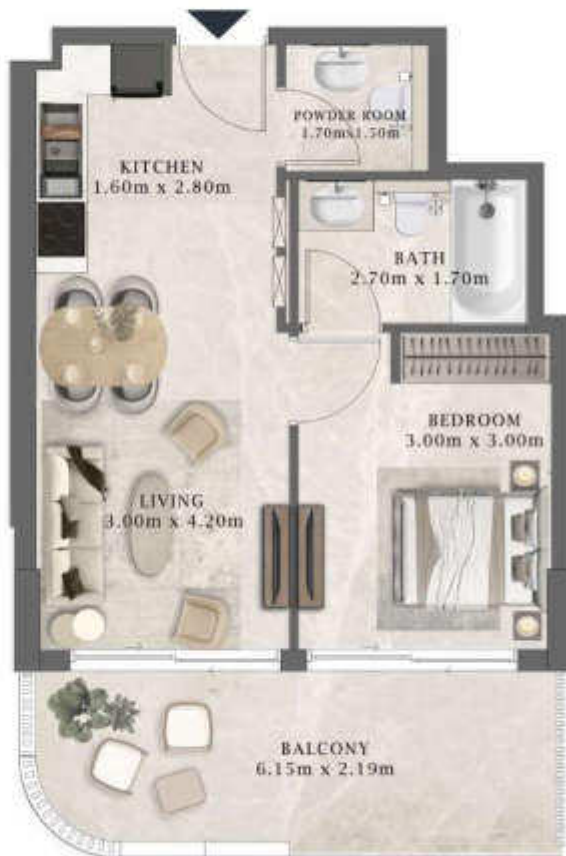 POWDER ROOM
1.70m x 1.50m
KITCHEN
1.60m x 2.80m
BATH
2.70m x 1.70m
BEDROOM
3.00m x 3.00m
LIVING
3.00m x 4.20m
BALCONY
6.15m x 2.19m